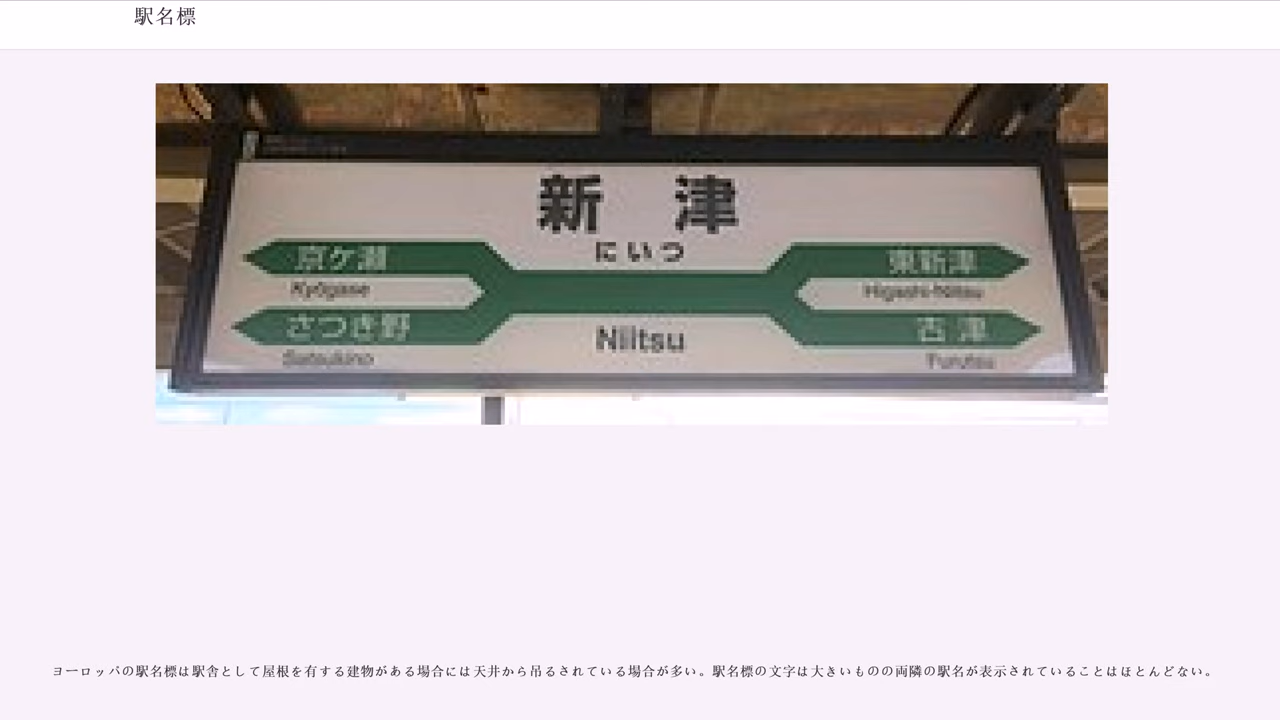 駅名標
新 津
にいつ
京ケ瀬
東新津
Kyōgase
Higashi-Niitsu
さつき野
古 津
Niitsu
Satsukino
Furutsu
ヨーロッパの駅名標は駅舎として屋根を有する建物がある場合には天井から吊るされている場合が多い。駅名標の文字は大きいものの両隣の駅名が表示されていることはほとんどない。